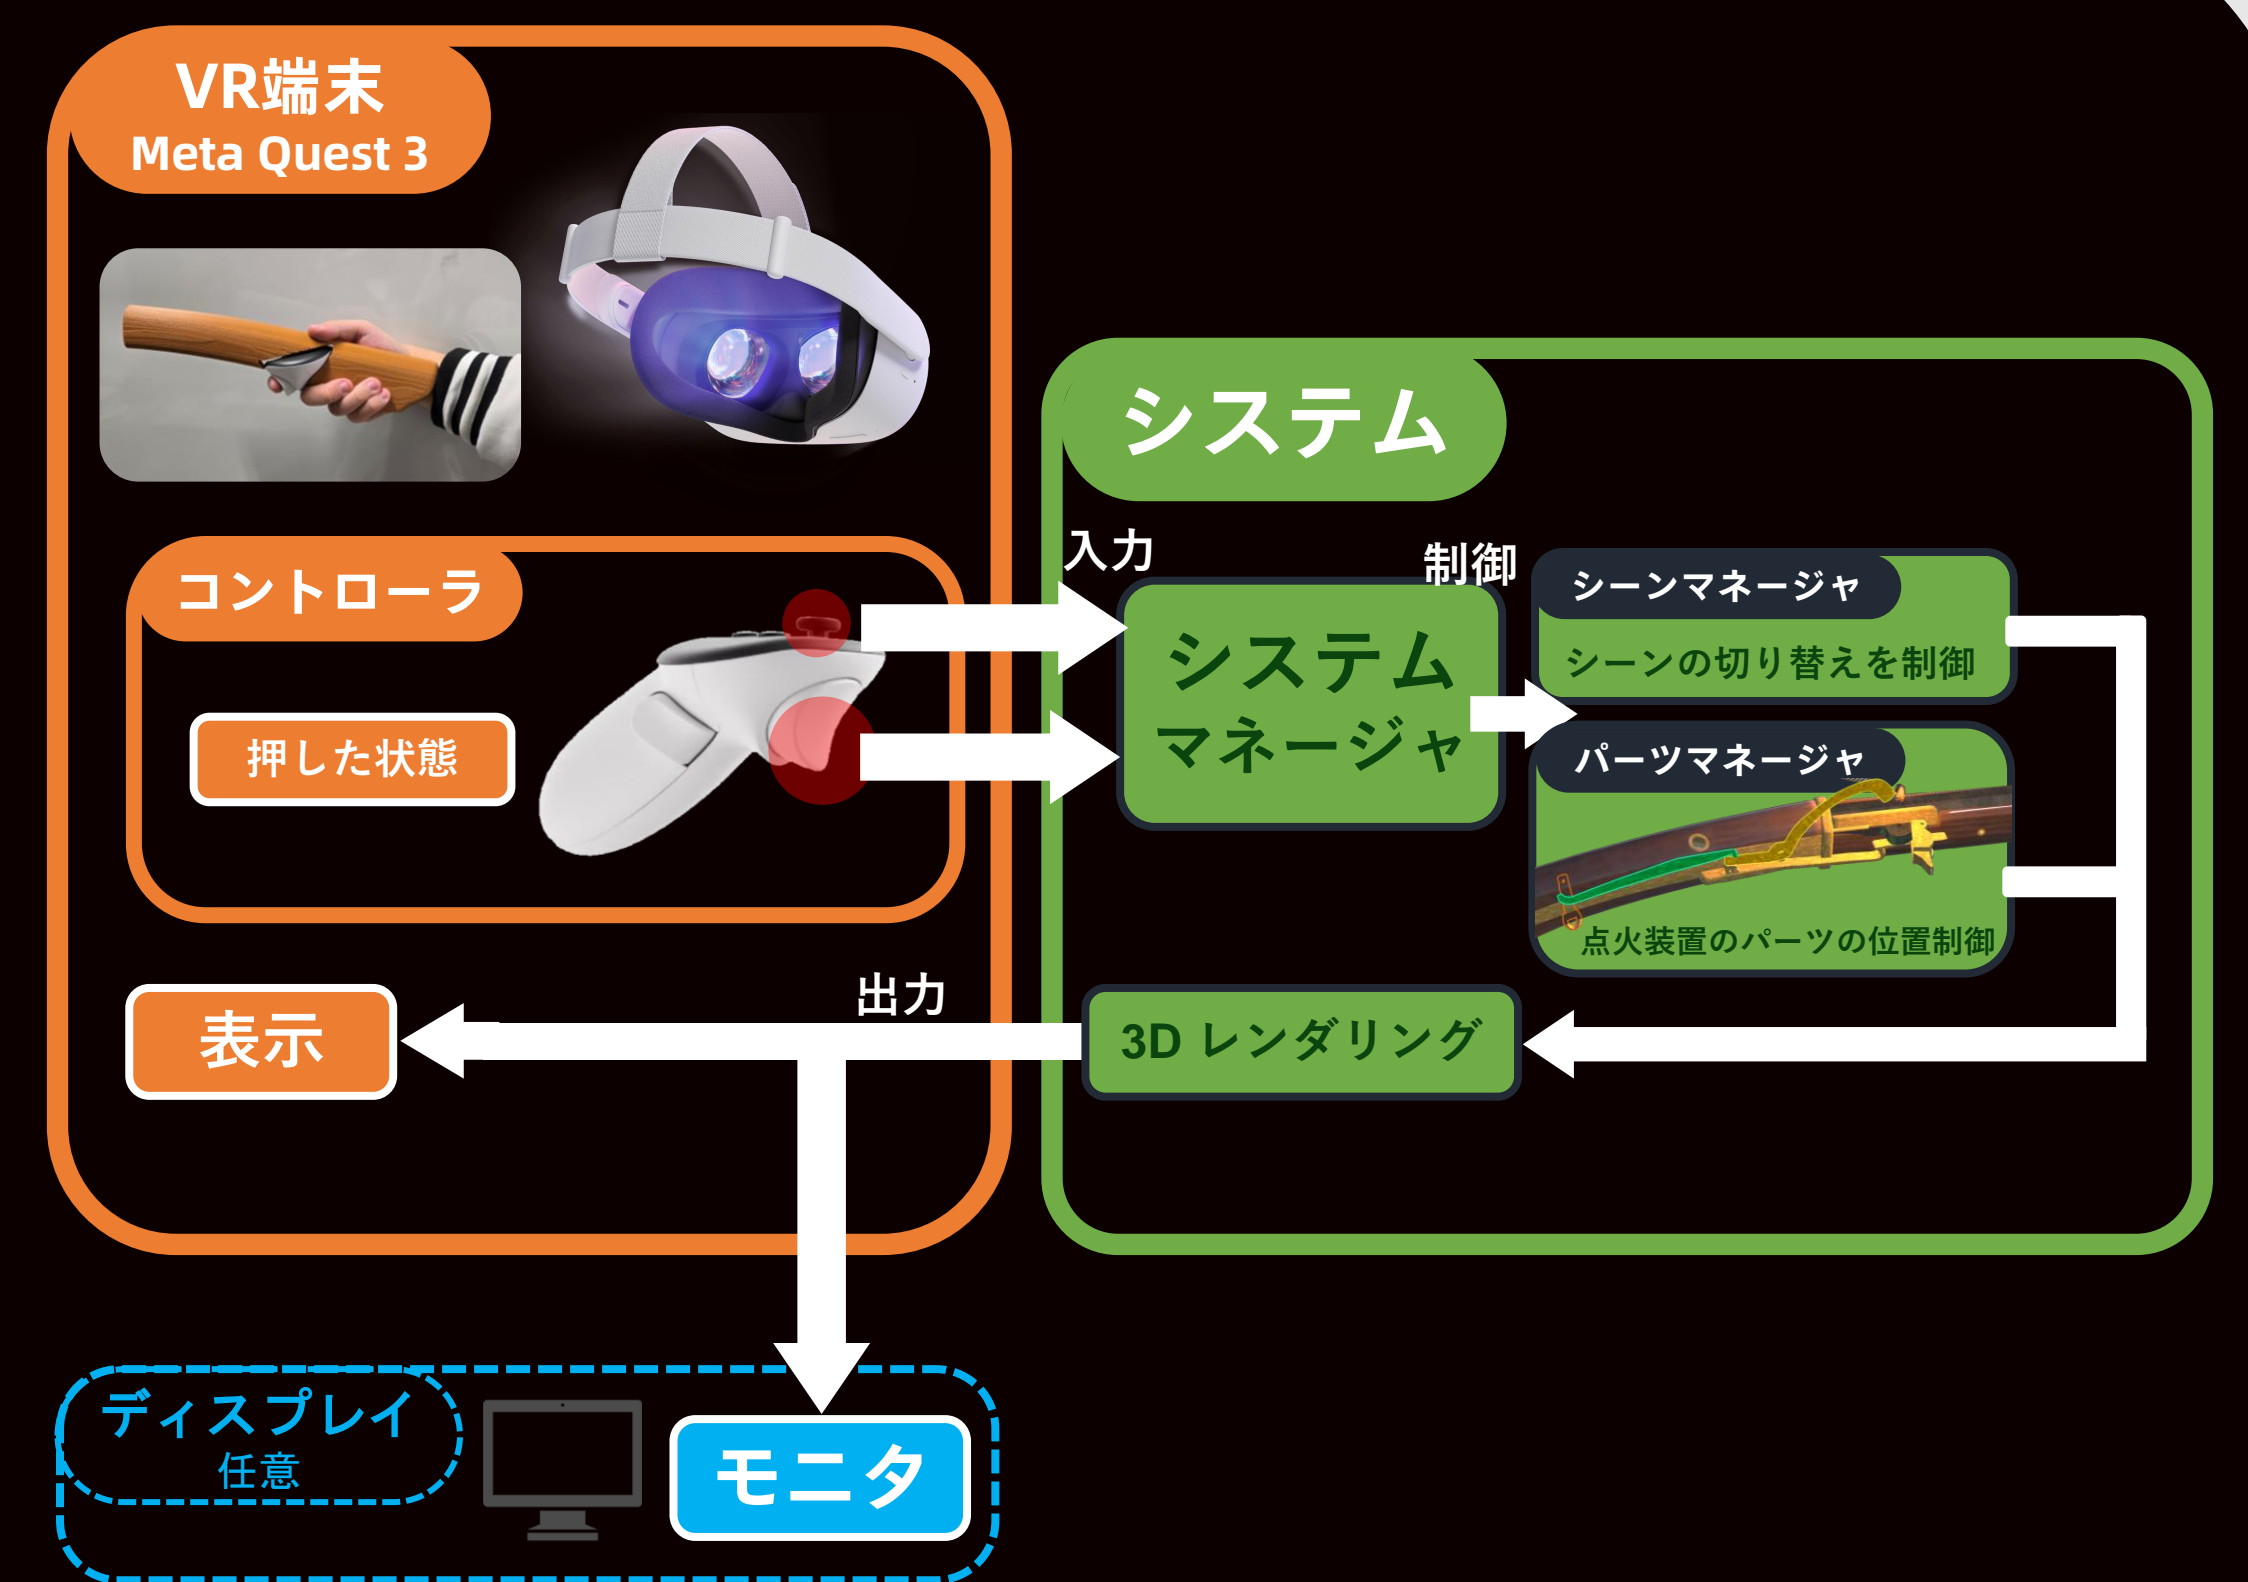 VR端末
Meta Quest 3
コントローラ
押した状態
表示
出力
システム
入力
制御
システム
マネージャ
シーンマネージャ
シーンの切り替えを制御
パーツマネージャ
点火装置のパーツの位置制御
3D レンダリング
ディスプレイ
任意
モニタ